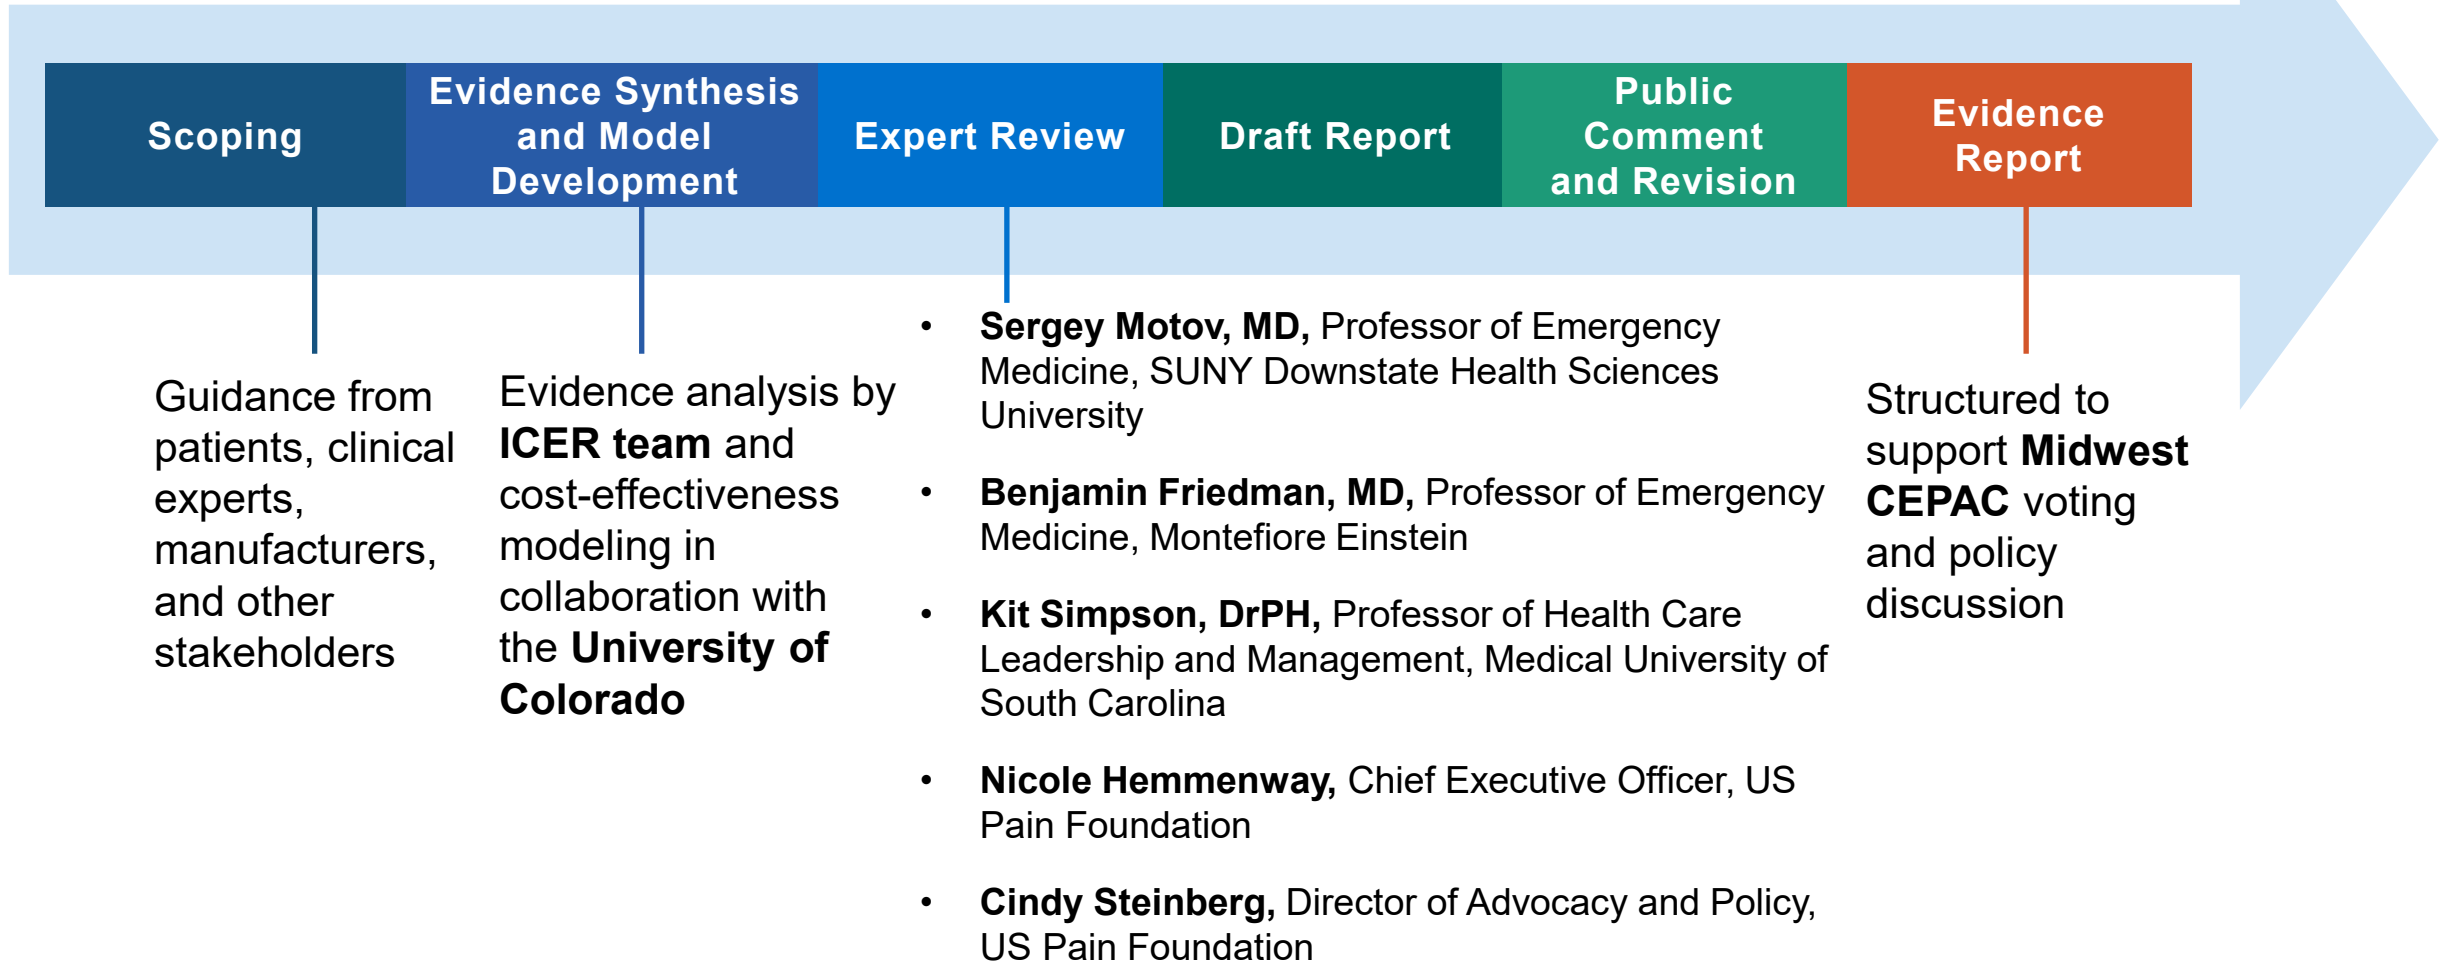 Scoping
Evidence Synthesis
and Model
Development
Expert Review
Draft Report
Public
Comment
and Revision
Evidence
Report
Guidance from
patients, clinical
experts,
manufacturers,
and other
stakeholders
Evidence analysis by
ICER team and
cost-effectiveness
modeling in
collaboration with
the University of
Colorado
• Sergey Motov, MD, Professor of Emergency
Medicine, SUNY Downstate Health Sciences
University
• Benjamin Friedman, MD, Professor of Emergency
Medicine, Montefiore Einstein
• Kit Simpson, DrPH, Professor of Health Care
Leadership and Management, Medical University of
South Carolina
• Nicole Hemmenway, Chief Executive Officer, US
Pain Foundation
• Cindy Steinberg, Director of Advocacy and Policy,
US Pain Foundation
Structured to
support Midwest
CEPAC voting
and policy
discussion